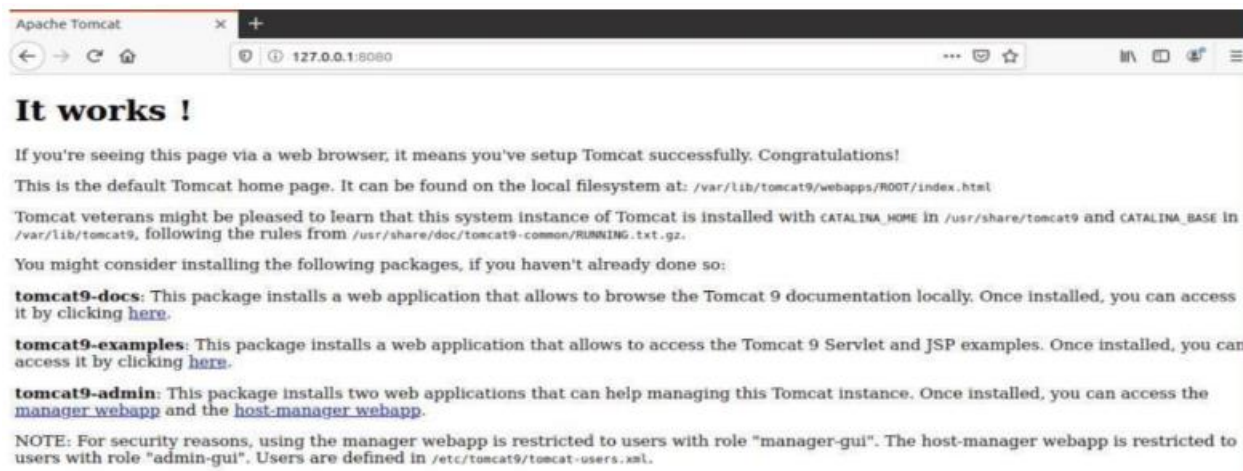 Apache Tomcat
127.0.0.1:8080
It works !
If you're seeing this page via a web browser, it means you've setup Tomcat successfully. Congratulations!
This is the default Tomcat home page. It can be found on the local filesystem at: /var/lib/tomcat9/webapps/ROOT/index.html
Tomcat veterans might be pleased to learn that this system instance of Tomcat is installed with CATALINA_HOME in /usr/share/tomcat9 and CATALINA_BASE in
/var/lib/tomcat9, following the rules from /usr/share/doc/tomcat9-common/RUNNING.txt.gz.
You might consider installing the following packages, if you haven't already done so:
tomcat9-docs: This package installs a web application that allows to browse the Tomcat 9 documentation locally. Once installed, you can access
it by clicking here.
tomcat9-examples: This package installs a web application that allows to access the Tomcat 9 Servlet and JSP examples. Once installed, you can
access it by clicking here.
tomcat9-admin: This package installs two web applications that can help managing this Tomcat instance. Once installed, you can access the
manager webapp and the host-manager webapp.
NOTE: For security reasons, using the manager webapp is restricted to users with role "manager-gui". The host-manager webapp is restricted to
users with role "admin-gui". Users are defined in /etc/tomcat9/tomcat-users.xml.